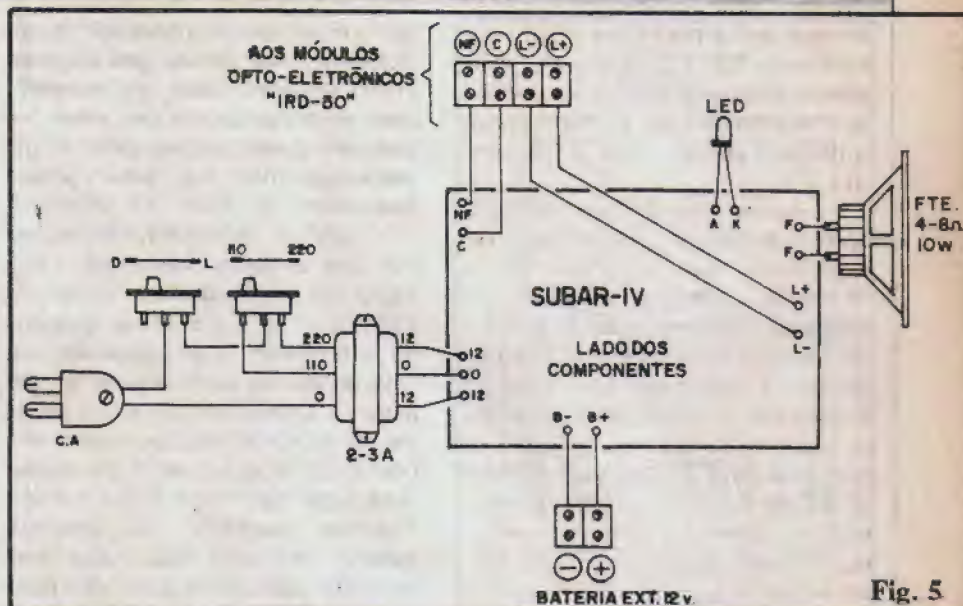 AOS MÓDULOS
OPTO-ELETRÔNICOS
"IRD-50"
NF C L- L+
LED
NF
C
A K
F
F
FTE.
4-8Ω
10W
D L
110 220
SUBAR-IV
L+
L-
LADO DOS
COMPONENTES
220 12 12
110 0 0
0 12 12
C.A
2-3A
B- B+
- +
BATERIA EXT. 12v.
Fig. 5